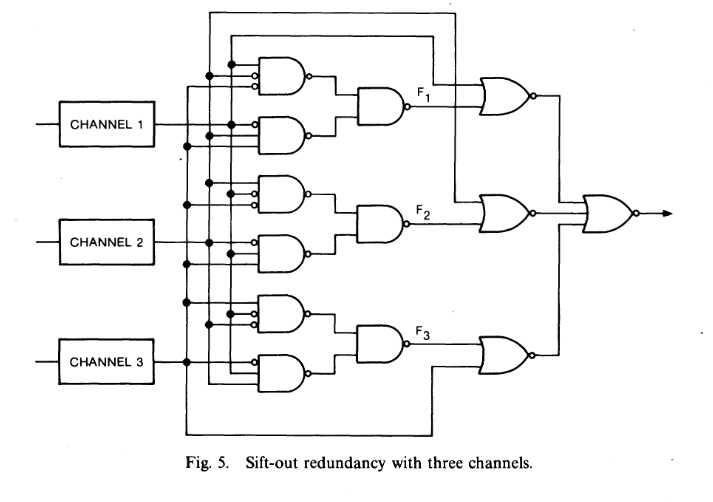 F1
CHANNEL 1
F2
CHANNEL 2
F3
CHANNEL 3
Fig. 5. Sift-out redundancy with three channels.